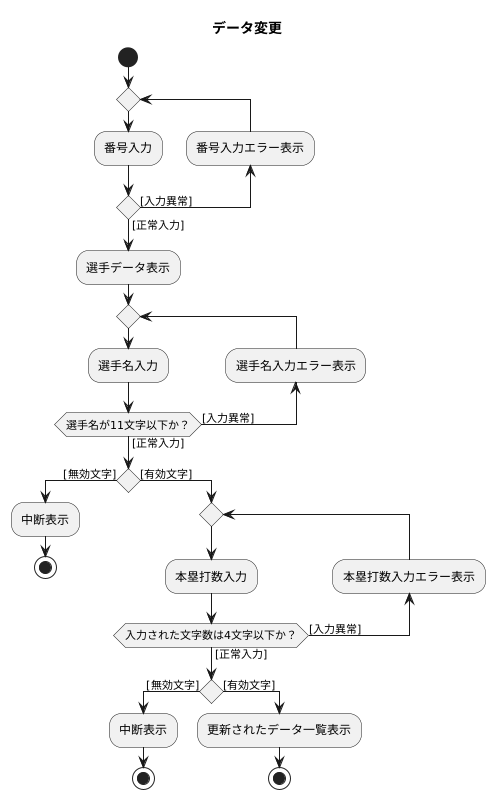 データ変更
番号入力
番号入力エラー表示
[入力異常]
[正常入力]
選手データ表示
選手名入力
選手名入力エラー表示
選手名が11文字以下か？
[入力異常]
[正常入力]
[無効文字]
[有効文字]
中断表示
本塁打数入力
本塁打数入力エラー表示
入力された文字数は4文字以下か？
[入力異常]
[正常入力]
[無効文字]
[有効文字]
中断表示
更新されたデータ一覧表示